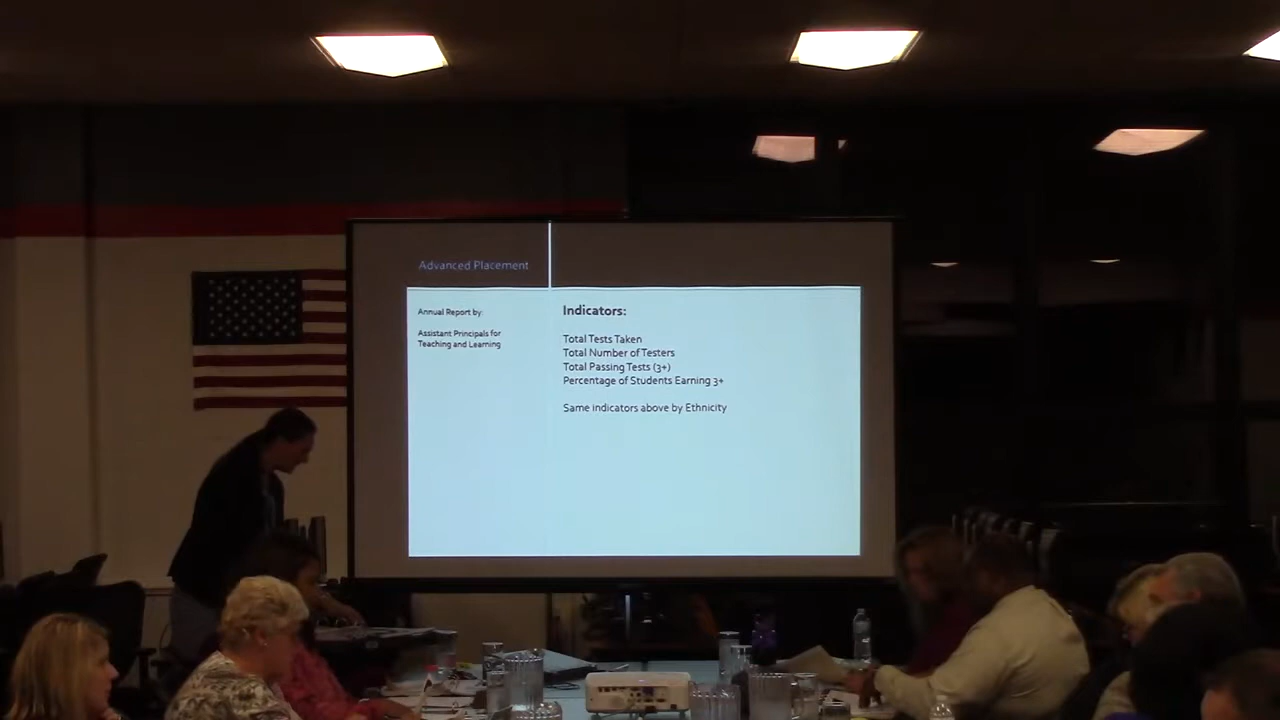 Advanced Placement
Annual Report by:
Assistant Principals for
Teaching and Learning
Indicators:
Total Tests Taken
Total Number of Testers
Total Passing Tests (3+)
Percentage of Students Earning 3+
Same indicators above by Ethnicity